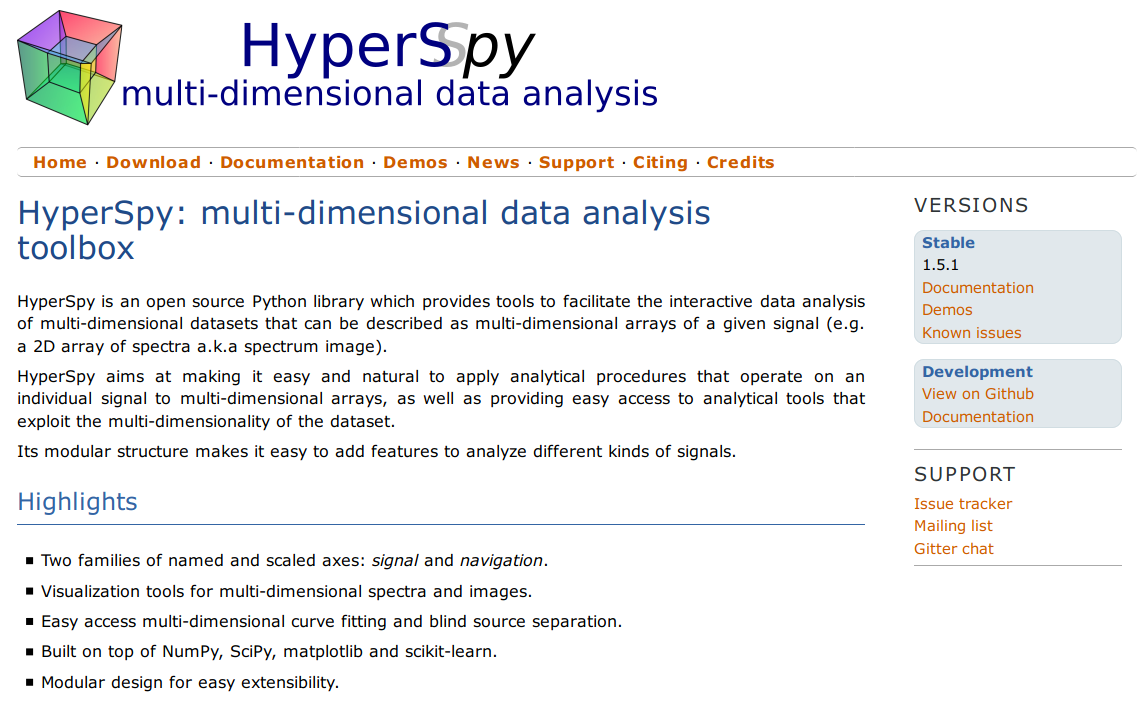 HyperSpy
multi-dimensional data analysis
Home · Download · Documentation · Demos · News · Support · Citing · Credits
HyperSpy: multi-dimensional data analysis
toolbox
HyperSpy is an open source Python library which provides tools to facilitate the interactive data analysis
of multi-dimensional datasets that can be described as multi-dimensional arrays of a given signal (e.g.
a 2D array of spectra a.k.a spectrum image).
HyperSpy aims at making it easy and natural to apply analytical procedures that operate on an
individual signal to multi-dimensional arrays, as well as providing easy access to analytical tools that
exploit the multi-dimensionality of the dataset.
Its modular structure makes it easy to add features to analyze different kinds of signals.
Highlights
Two families of named and scaled axes: signal and navigation.
Visualization tools for multi-dimensional spectra and images.
Easy access multi-dimensional curve fitting and blind source separation.
Built on top of NumPy, SciPy, matplotlib and scikit-learn.
Modular design for easy extensibility.
VERSIONS
Stable
1.5.1
Documentation
Demos
Known issues
Development
View on Github
Documentation
SUPPORT
Issue tracker
Mailing list
Gitter chat